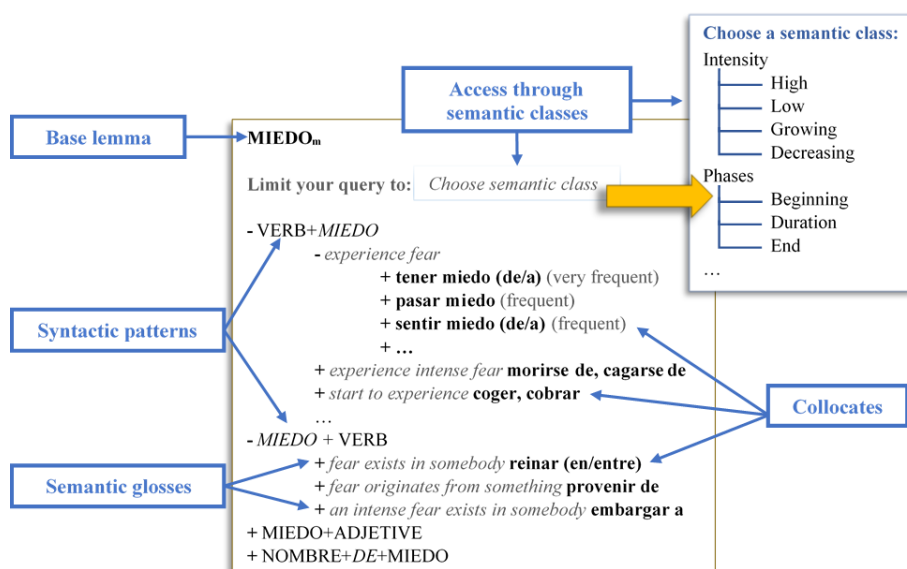 Choose a semantic class:
Intensity
High
Low
Growing
Decreasing
Phases
Beginning
Duration
End
…
Access through
semantic classes
Base lemma
MIEDOm
Limit your query to: Choose semantic class
- VERB+MIEDO
- experience fear
+ tener miedo (de/a) (very frequent)
+ pasar miedo (frequent)
+ sentir miedo (de/a) (frequent)
+ …
+ experience intense fear morirse de, cagarse de
+ start to experience coger, cobrar
…
- MIEDO + VERB
+ fear exists in somebody reinar (en/entre)
+ fear originates from something provenir de
+ an intense fear exists in somebody embargar a
+ MIEDO+ADJETIVE
+ NOMBRE+DE+MIEDO
Syntactic patterns
Semantic glosses
Collocates